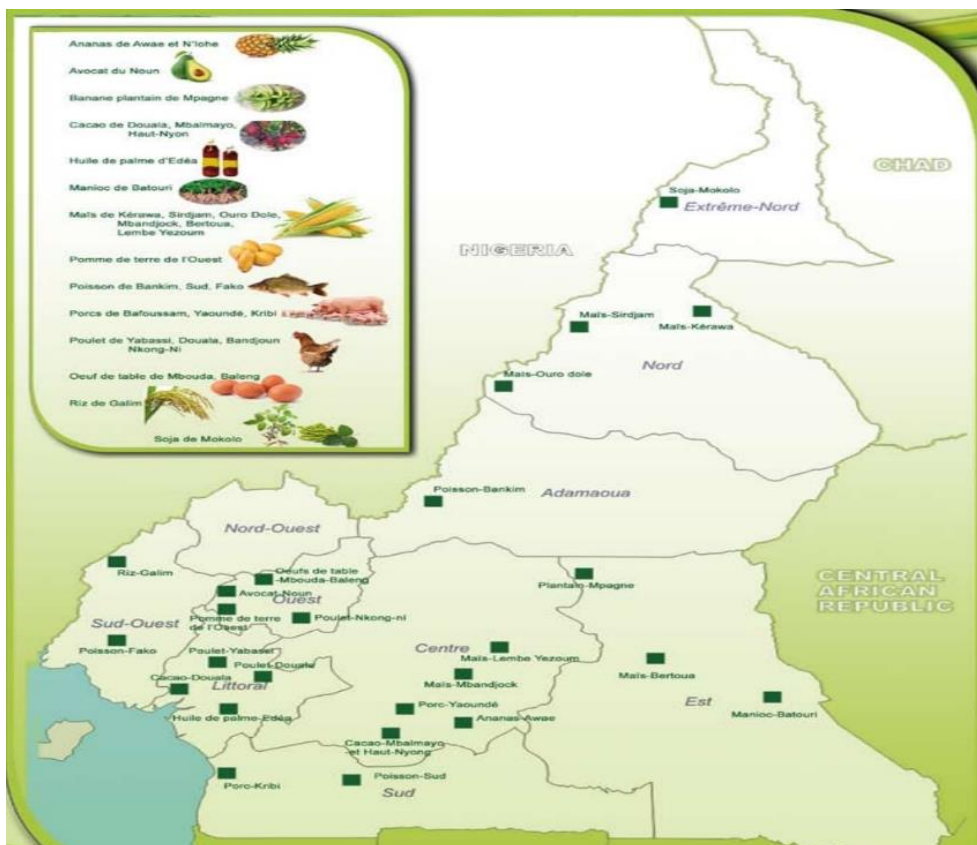 Ananas de Awae et N'lohe
Avocat du Noun
Banane plantain de Mpagne
Cacao de Douala, Mbalmayo,
Haut-Nyon
Huile de palme d'Edéa
Manioc de Batouri
Maïs de Kérawa, Sirdjam, Ouro Dole,
Mbandjock, Bertoua,
Lembe Yezoum
Pomme de terre de l'Ouest
Poisson de Bankim, Sud, Fako
Porcs de Bafoussam, Yaoundé, Kribi
Poulet de Yabassi, Douala, Bandjoun
Nkong-Ni
Oeuf de table de Mbouda, Baleng
Riz de Galim
Soja de Mokolo
CHAD
Soja-Mokolo
Extrême-Nord
NIGERIA
Maïs-Sirdjam
Maïs-Kérawa
Nord
Maïs-Ouro dole
Poisson-Bankim
Adamaoua
Nord-Ouest
Riz-Galim
Oeufs de table
-Mbouda-Baleng
Avocat-Noun
Ouest
Plantain-Mpagne
CENTRAL
AFRICAN
REPUBLIC
Pomme de terre
de l'Ouest
Poulet-Nkong-ni
Sud-Ouest
Poisson-Fako
Centre
Poulet-Yabassi
Maïs-Lembe Yezoum
Poulet-Douala
Cacao-Douala
Littoral
Maïs-Mbandjock
Maïs-Bertoua
Est
Manioc-Batouri
Huile de palme-Edéa
Porc-Yaoundé
Ananas-Awae
Cacao-Mbalmayo
et Haut-Nyong
Porc-Kribi
Poisson-Sud
Sud